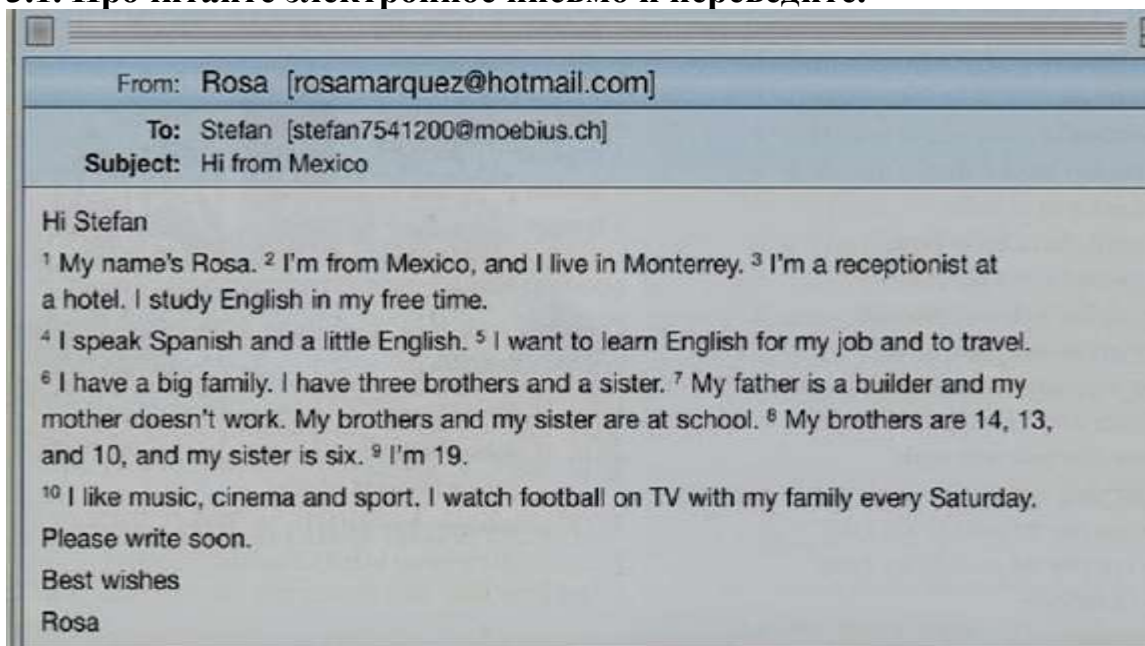 Прочитайте электронное письмо и переведите.
From: Rosa [rosamarquez@hotmail.com]
To: Stefan [stefan7541200@moebius.ch]
Subject: Hi from Mexico
Hi Stefan
¹ My name's Rosa. ² I'm from Mexico, and I live in Monterrey. ³ I'm a receptionist at
a hotel. I study English in my free time.
⁴ I speak Spanish and a little English. ⁵ I want to learn English for my job and to travel.
⁶ I have a big family. I have three brothers and a sister. ⁷ My father is a builder and my
mother doesn't work. My brothers and my sister are at school. ⁸ My brothers are 14, 13,
and 10, and my sister is six. ⁹ I'm 19.
¹⁰ I like music, cinema and sport. I watch football on TV with my family every Saturday.
Please write soon.
Best wishes
Rosa